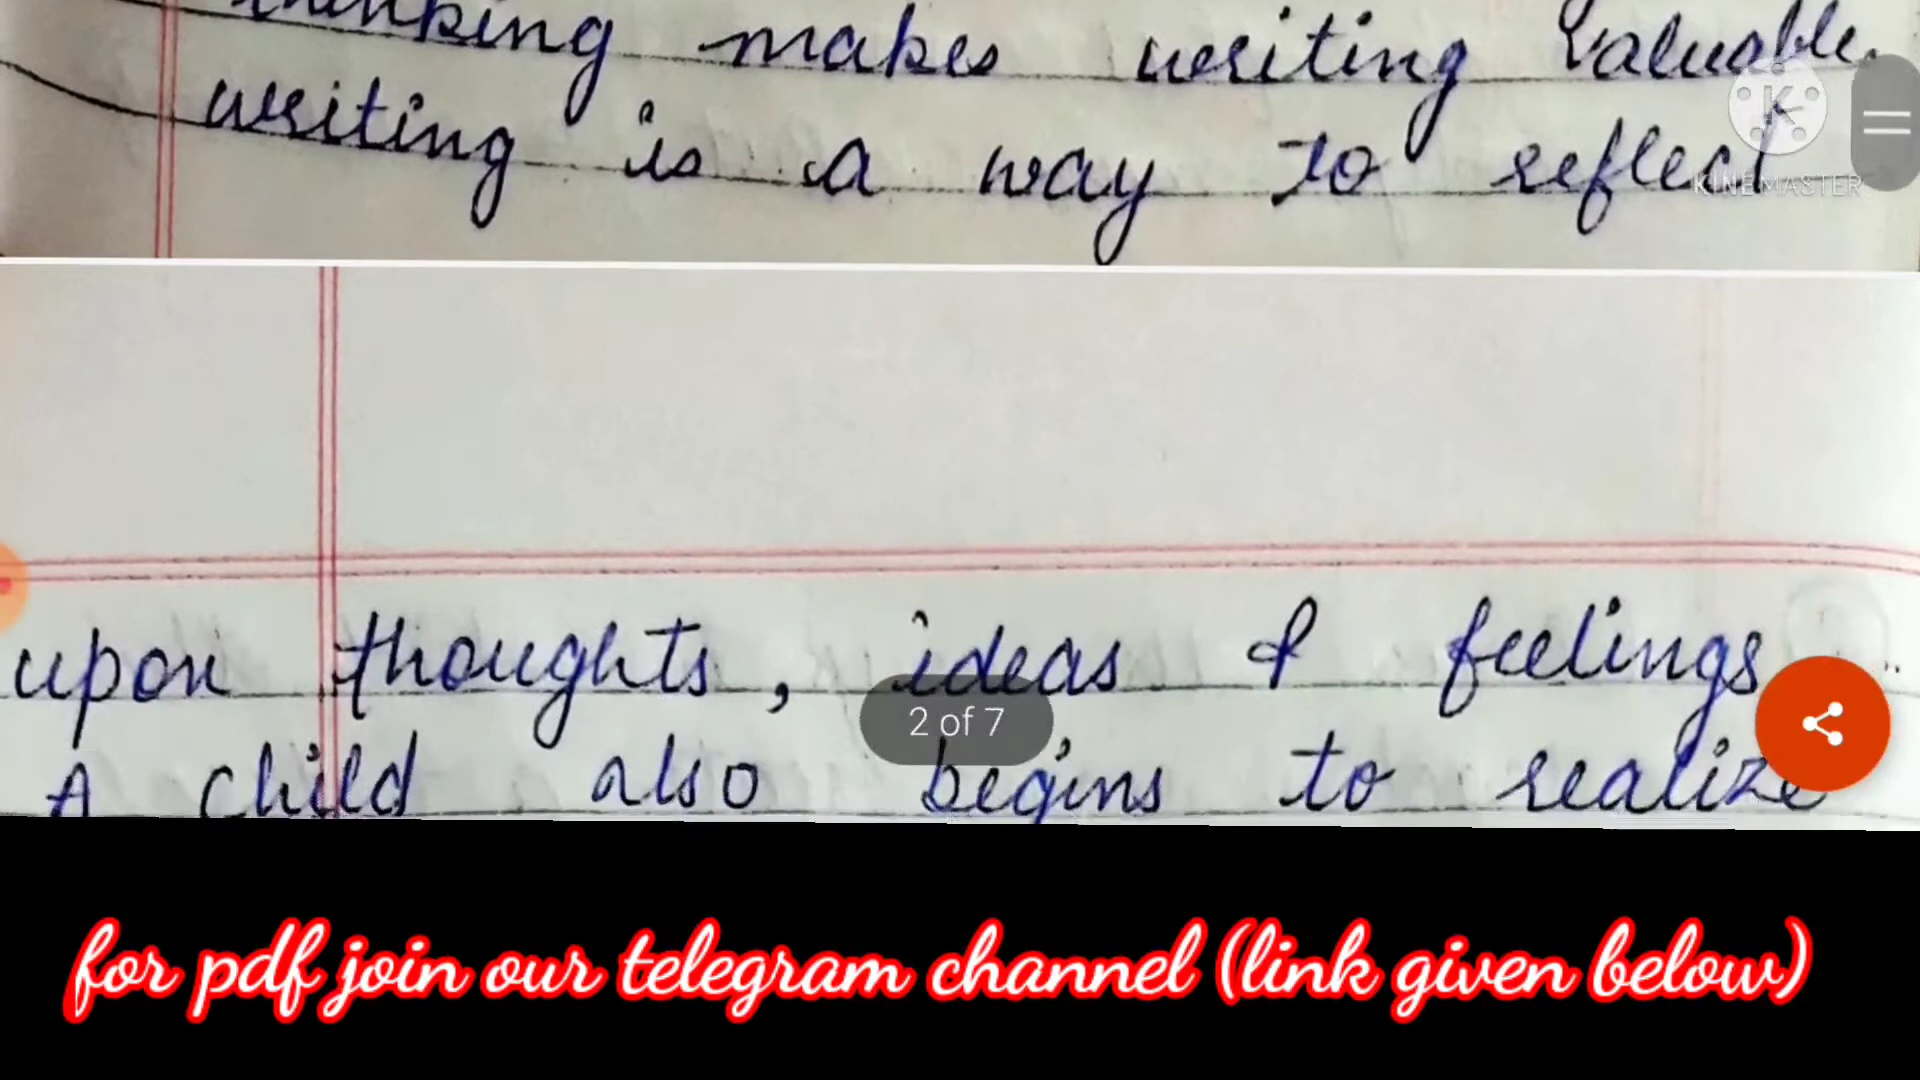 thinking makes writing valuable.
writing is a way to reflect
KINEMASTER
upon thoughts, ideas & feelings
2 of 7
A child also begins to realize
for pdf join our telegram channel (link given below)